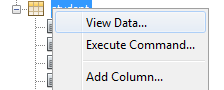 student
View Data...
Execute Command...
Add Column...